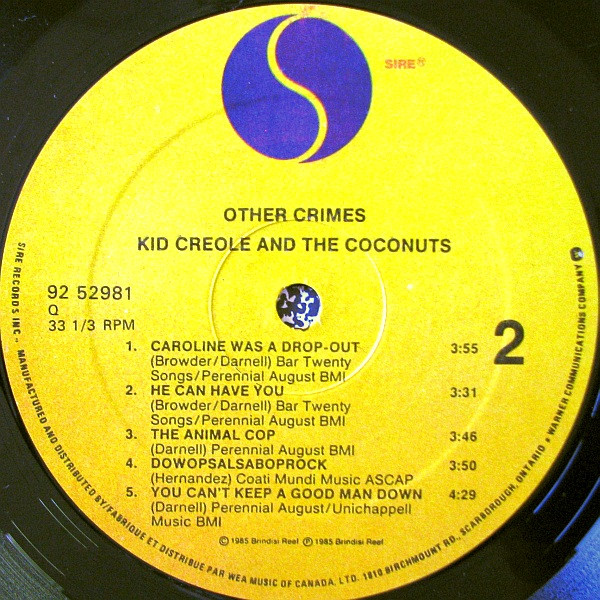 SIRE®
OTHER CRIMES
KID CREOLE AND THE COCONUTS
92 52981
Q
33 1/3 RPM
2
1. CAROLINE WAS A DROP-OUT 3:55
(Browder/Darnell) Bar Twenty
Songs/Perennial August BMI
2. HE CAN HAVE YOU 3:31
(Browder/Darnell) Bar Twenty
Songs/Perennial August BMI
3. THE ANIMAL COP 3:46
(Darnell) Perennial August BMI
4. DOWOPSALSABOPROCK 3:50
(Hernandez) Coati Mundi Music ASCAP
5. YOU CAN'T KEEP A GOOD MAN DOWN 4:29
(Darnell) Perennial August/Unichappell
Music BMI
© 1985 Brindisi Reel ℗ 1985 Brindisi Reel
SIRE RECORDS INC - MANUFACTURED AND DISTRIBUTED BY/FABRIQUE ET DISTRIBUE PAR WEA MUSIC OF CANADA, LTD. 1810 BIRCHMOUNT RD., SCARBOROUGH, ONTARIO ● A WARNER COMMUNICATIONS COMPANY